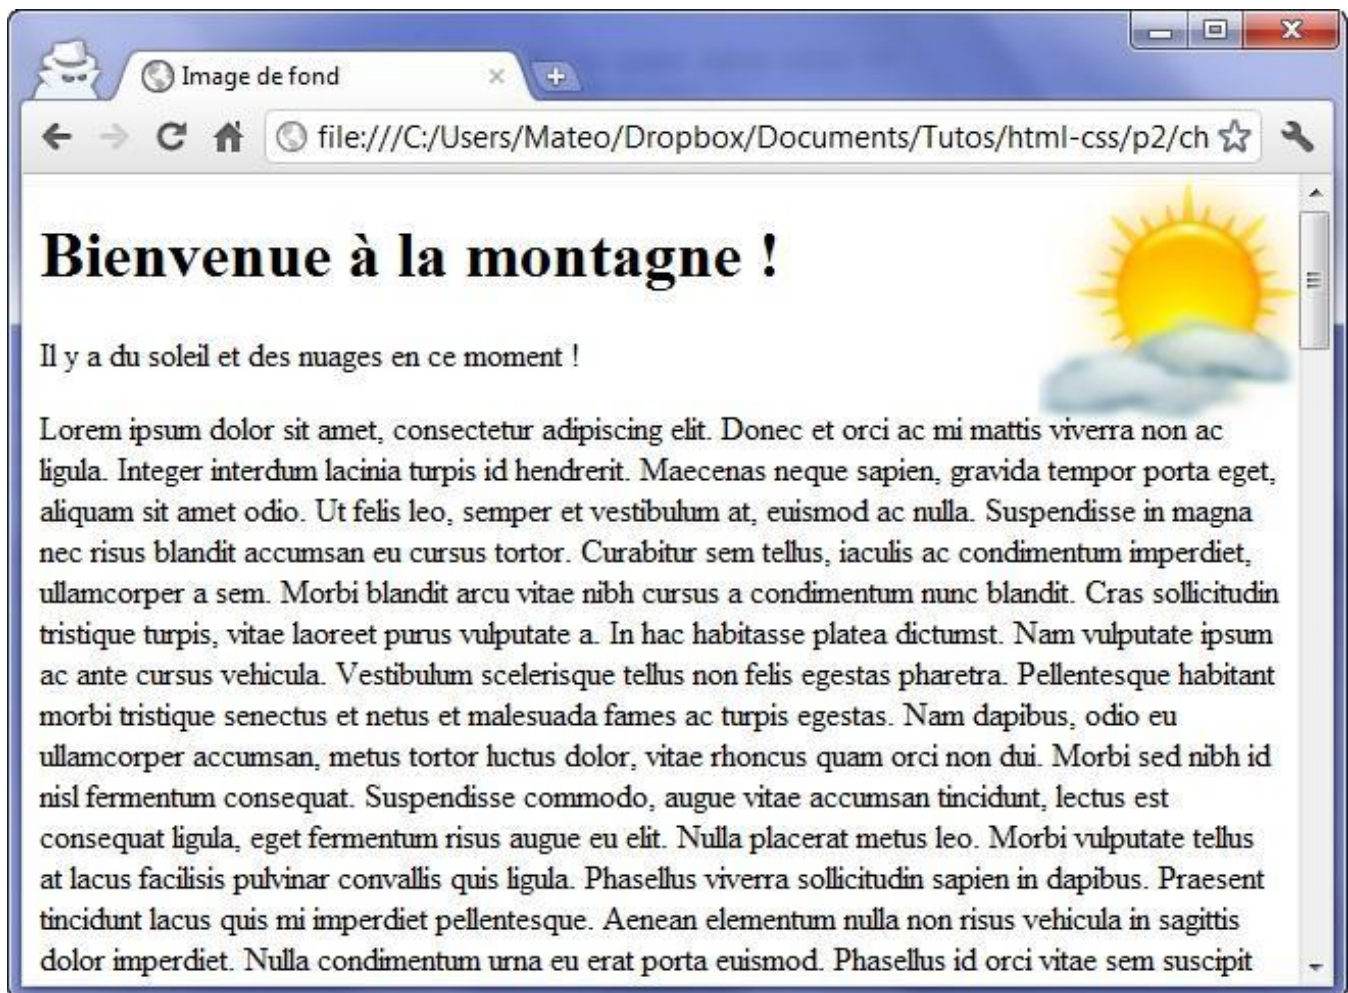 Image de fond
file:///C:/Users/Mateo/Dropbox/Documents/Tutos/html-css/p2/ch
Bienvenue à la montagne !
Il y a du soleil et des nuages en ce moment !
Lorem ipsum dolor sit amet, consectetur adipiscing elit. Donec et orci ac mi mattis viverra non ac
ligula. Integer interdum lacinia turpis id hendrerit. Maecenas neque sapien, gravida tempor porta eget,
aliquam sit amet odio. Ut felis leo, semper et vestibulum at, euismod ac nulla. Suspendisse in magna
nec risus blandit accumsan eu cursus tortor. Curabitur sem tellus, iaculis ac condimentum imperdiet,
ullamcorper a sem. Morbi blandit arcu vitae nibh cursus a condimentum nunc blandit. Cras sollicitudin
tristique turpis, vitae laoreet purus vulputate a. In hac habitasse platea dictumst. Nam vulputate ipsum
ac ante cursus vehicula. Vestibulum scelerisque tellus non felis egestas pharetra. Pellentesque habitant
morbi tristique senectus et netus et malesuada fames ac turpis egestas. Nam dapibus, odio eu
ullamcorper accumsan, metus tortor luctus dolor, vitae rhoncus quam orci non dui. Morbi sed nibh id
nisl fermentum consequat. Suspendisse commodo, augue vitae accumsan tincidunt, lectus est
consequat ligula, eget fermentum risus augue eu elit. Nulla placerat metus leo. Morbi vulputate tellus
at lacus facilisis pulvinar convallis quis ligula. Phasellus viverra sollicitudin sapien in dapibus. Praesent
tincidunt lacus quis mi imperdiet pellentesque. Aenean elementum nulla non risus vehicula in sagittis
dolor imperdiet. Nulla condimentum urna eu erat porta euismod. Phasellus id orci vitae sem suscipit